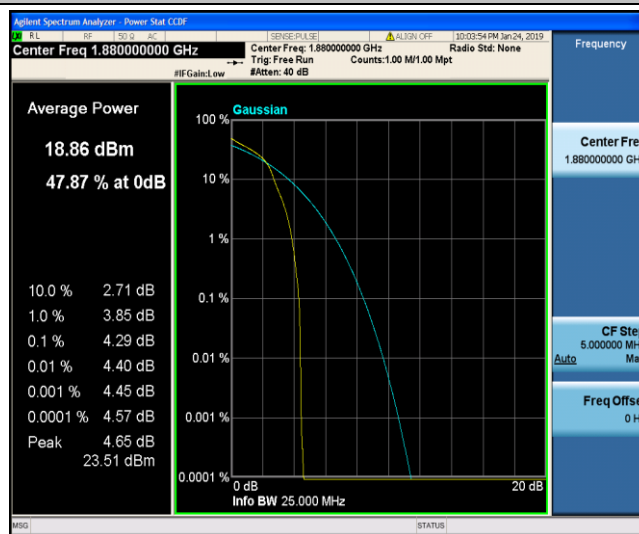 Agilent Spectrum Analyzer - Power Stat CCDF
RL RF 50 Ω AC SENSE:PULSE ALIGN OFF 10:03:54 PM Jan 24, 2019
Center Freq 1.880000000 GHz
Center Freq: 1.880000000 GHz Radio Std: None
Trig: Free Run Counts:1.00 M/1.00 Mpt
#IFGain:Low #Atten: 40 dB
Frequency
Average Power
18.86 dBm
47.87 % at 0dB
10.0 % 2.71 dB
1.0 % 3.85 dB
0.1 % 4.29 dB
0.01 % 4.40 dB
0.001 % 4.45 dB
0.0001 % 4.57 dB
Peak 4.65 dB
23.51 dBm
Gaussian
100 %
10 %
1 %
0.1 %
0.01 %
0.001 %
0.0001 %
0 dB 20 dB
Info BW 25.000 MHz
Center Fre
1.880000000 GH
CF Ste
5.000000 MH
Auto Ma
Freq Offse
0 H
MSG STATUS